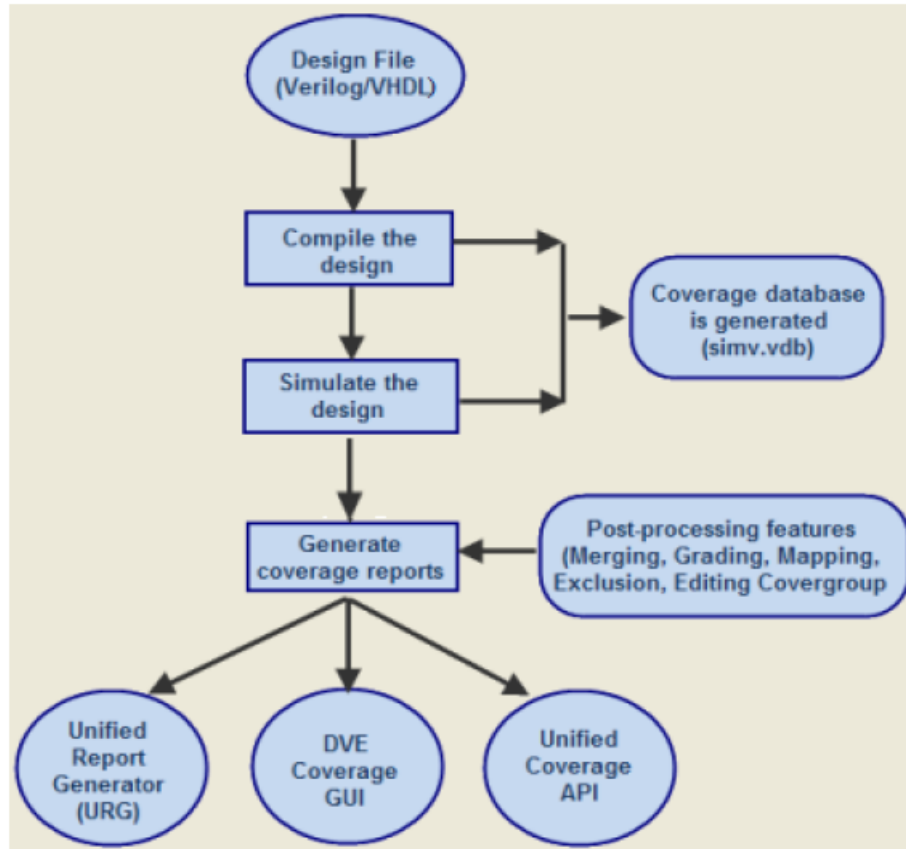 Design File
(Verilog/VHDL)
Compile the
design
Coverage database
is generated
(simv.vdb)
Simulate the
design
Generate
coverage reports
Post-processing features
(Merging, Grading, Mapping,
Exclusion, Editing Covergroup
Unified
Report
Generator
(URG)
DVE
Coverage
GUI
Unified
Coverage
API